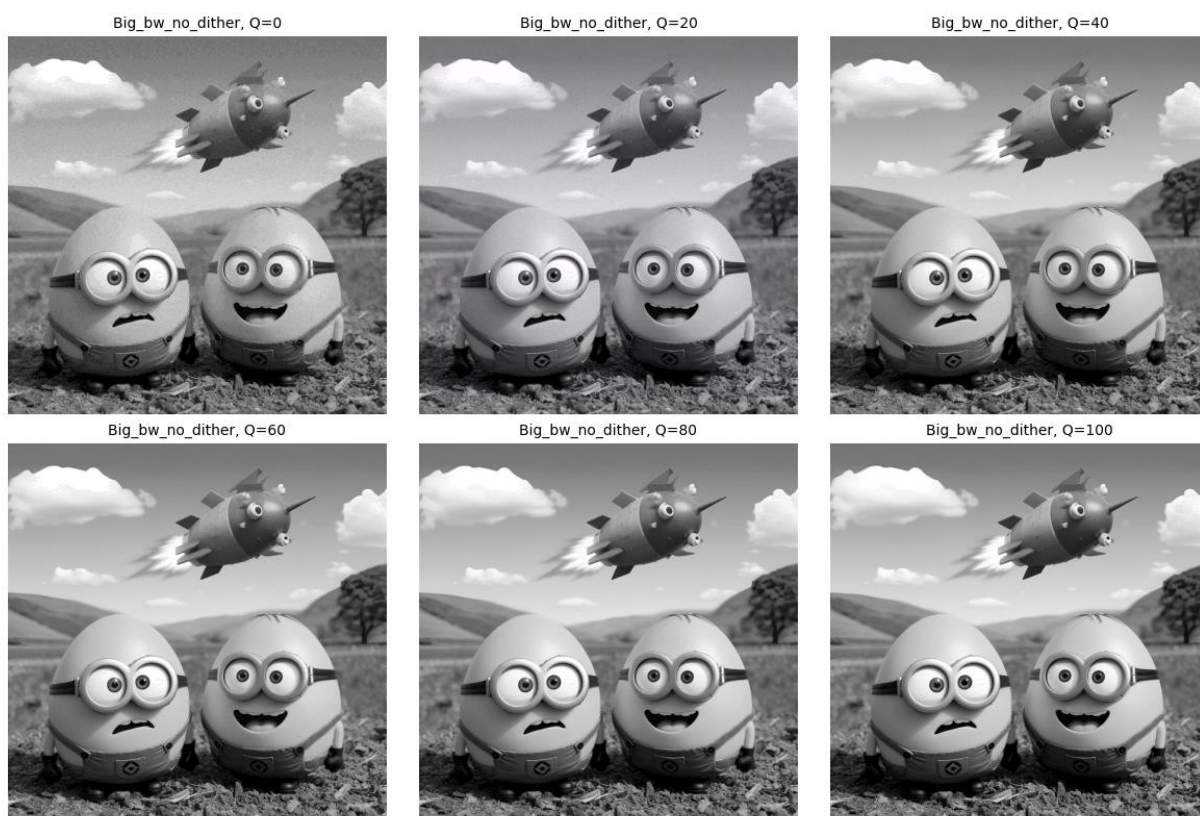 Big_bw_no_dither, Q=0
Big_bw_no_dither, Q=20
Big_bw_no_dither, Q=40
Big_bw_no_dither, Q=60
Big_bw_no_dither, Q=80
Big_bw_no_dither, Q=100